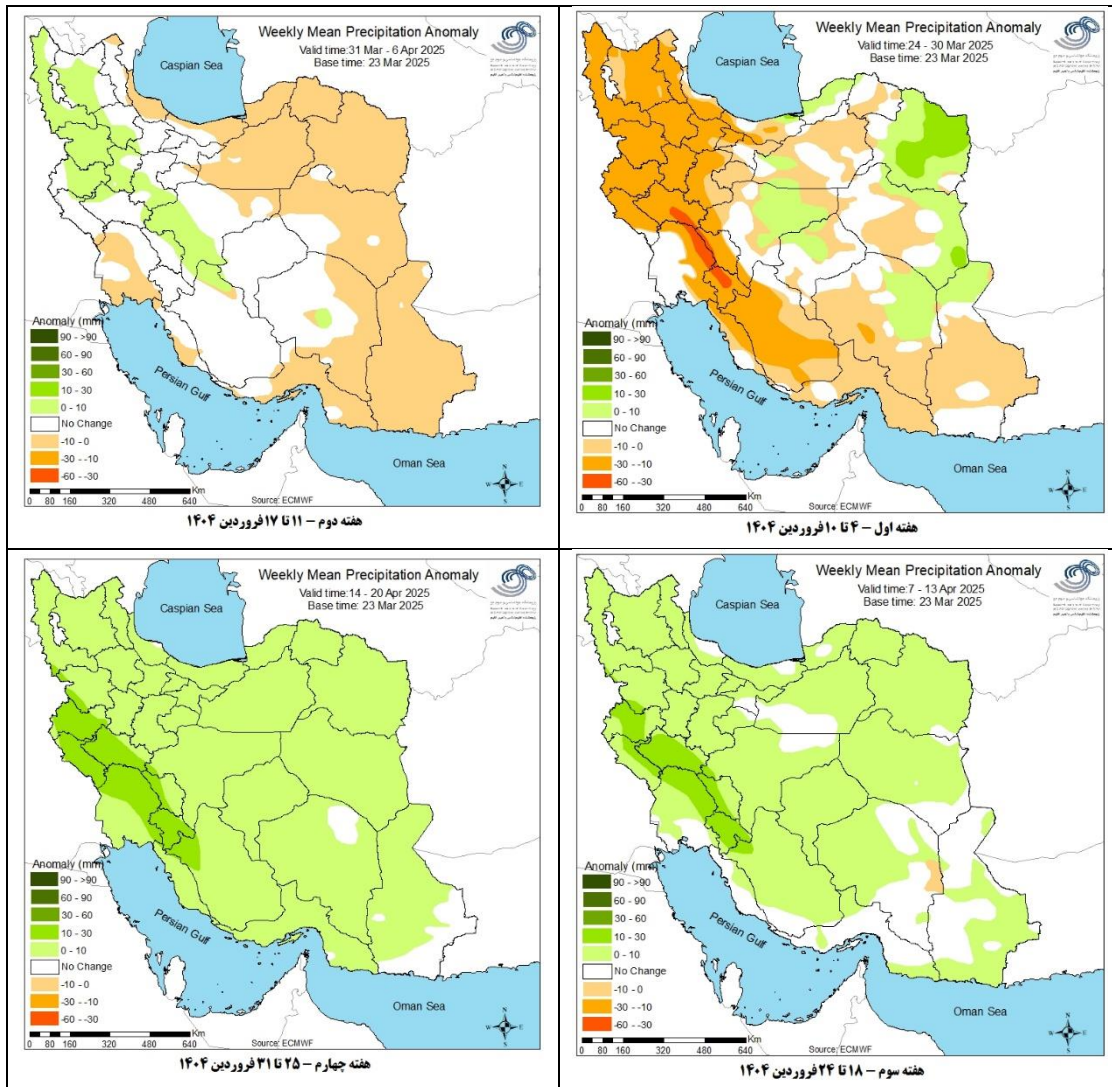 Weekly Mean Precipitation Anomaly
Valid time:24 - 30 Mar 2025
Base time: 23 Mar 2025
Caspian Sea
Persian Gulf
Oman Sea
Anomaly (mm)
90 - >90
60 - 90
30 - 60
10 - 30
0 - 10
No Change
-10 - 0
-30 - -10
-60 - -30
Km
0 80 160 320 480 640
Source: ECMWF
N
W E
S
هفته اول – ۴ تا ۱۰ فروردین ۱۴۰۴
Weekly Mean Precipitation Anomaly
Valid time:31 Mar - 6 Apr 2025
Base time: 23 Mar 2025
Caspian Sea
Persian Gulf
Oman Sea
Anomaly (mm)
90 - >90
60 - 90
30 - 60
10 - 30
0 - 10
No Change
-10 - 0
-30 - -10
-60 - -30
Km
0 80 160 320 480 640
Source: ECMWF
N
W E
S
هفته دوم – ۱۱ تا ۱۷ فروردین ۱۴۰۴
Weekly Mean Precipitation Anomaly
Valid time:7 - 13 Apr 2025
Base time: 23 Mar 2025
Caspian Sea
Persian Gulf
Oman Sea
Anomaly (mm)
90 - >90
60 - 90
30 - 60
10 - 30
0 - 10
No Change
-10 - 0
-30 - -10
-60 - -30
Km
0 80 160 320 480 640
Source: ECMWF
N
W E
S
هفته سوم – ۱۸ تا ۲۴ فروردین ۱۴۰۴
Weekly Mean Precipitation Anomaly
Valid time:14 - 20 Apr 2025
Base time: 23 Mar 2025
Caspian Sea
Persian Gulf
Oman Sea
Anomaly (mm)
90 - >90
60 - 90
30 - 60
10 - 30
0 - 10
No Change
-10 - 0
-30 - -10
-60 - -30
Km
0 80 160 320 480 640
Source: ECMWF
N
W E
S
هفته چهارم – ۲۵ تا ۳۱ فروردین ۱۴۰۴